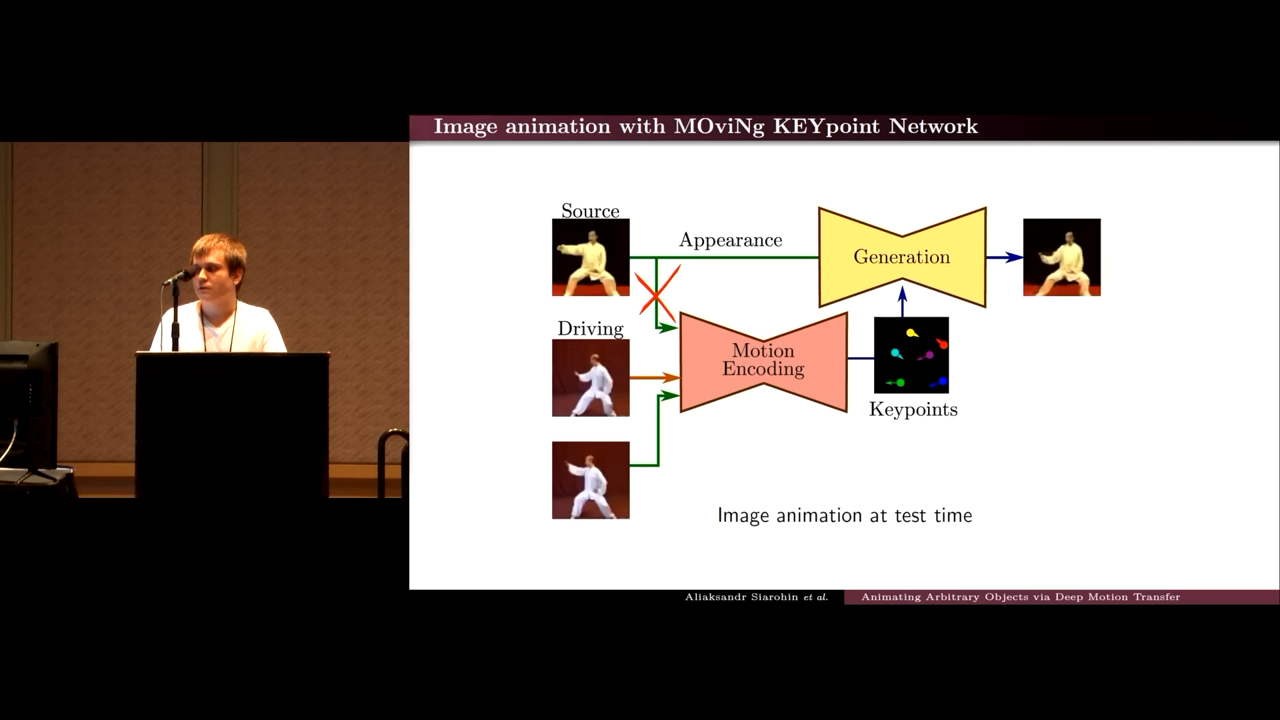 Image animation with MOviNg KEYpoint Network
Source
Appearance
Generation
Driving
Motion
Encoding
Keypoints
Image animation at test time
Aliaksandr Siarohin et al.
Animating Arbitrary Objects via Deep Motion Transfer